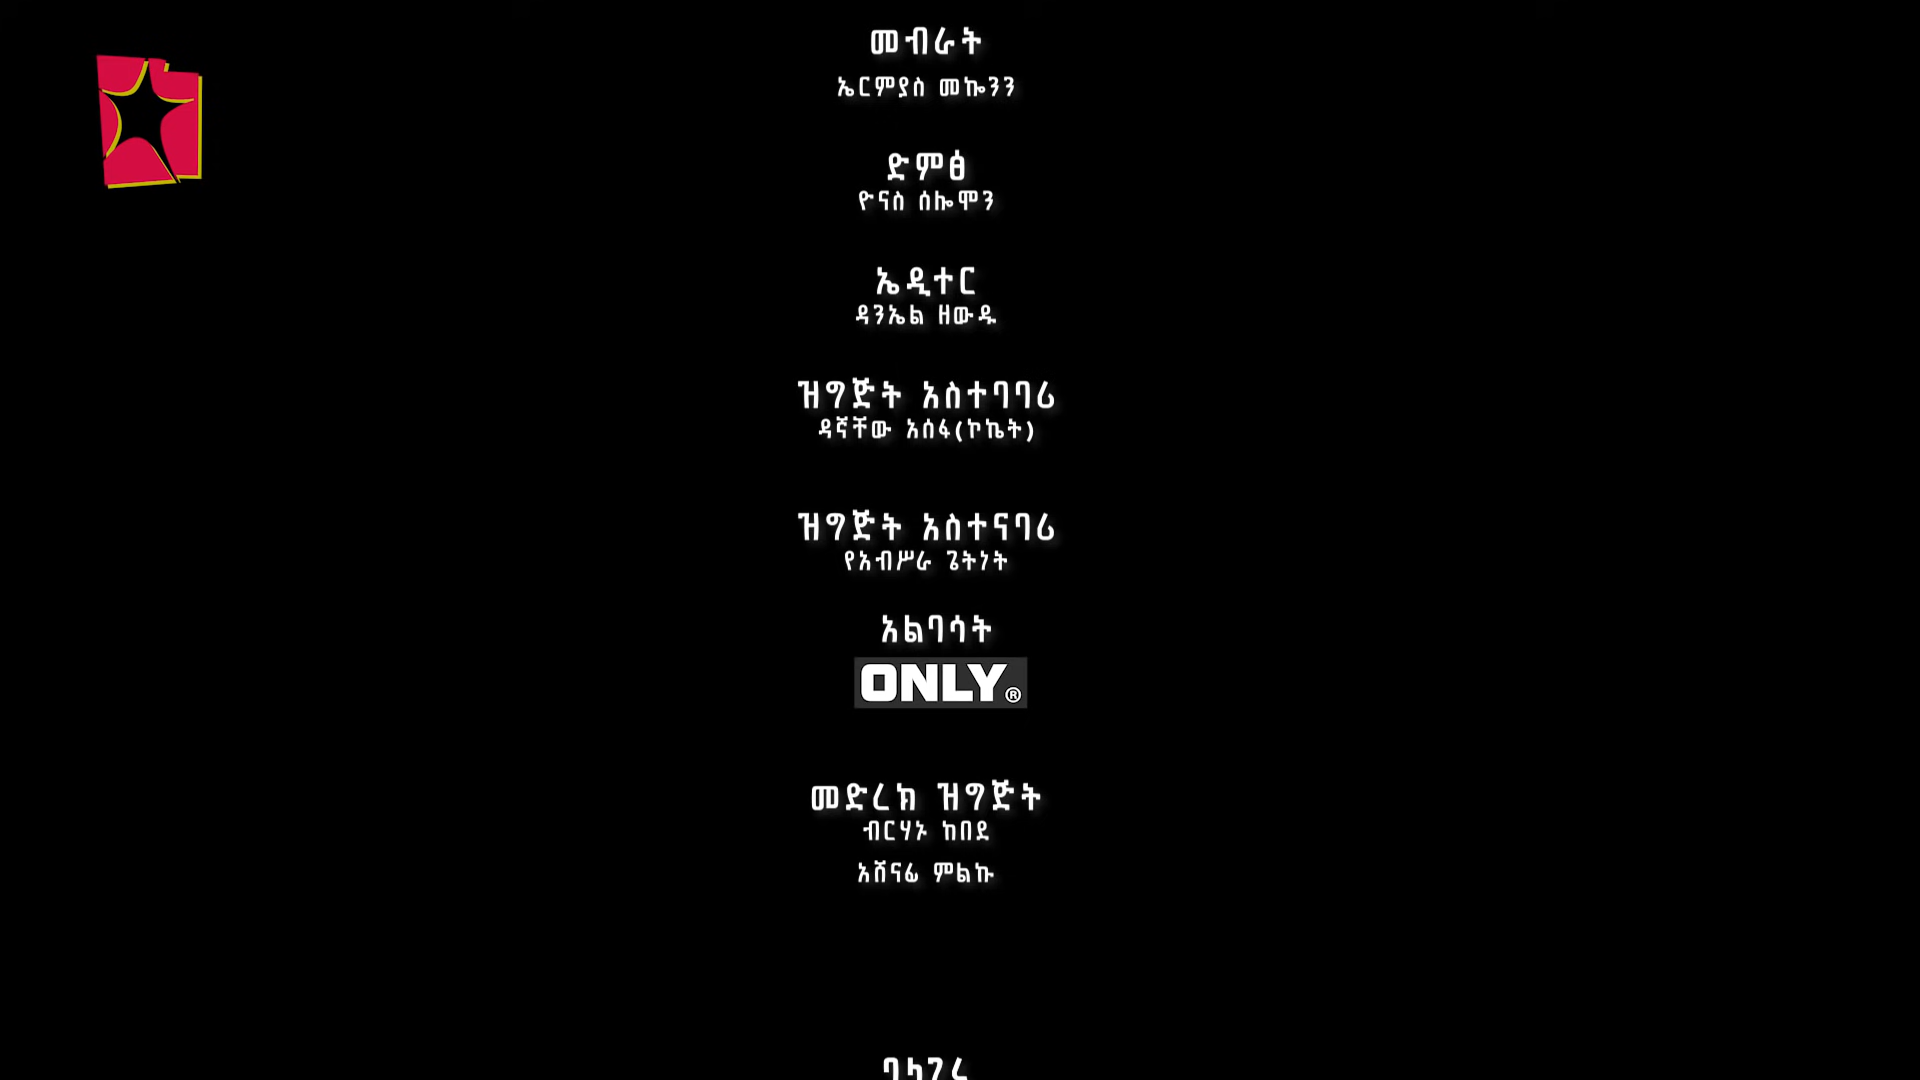 መብራት
ኤርምያስ መኰንን
ድምፅ
ዮናስ ሰሎሞን
ኤዲተር
ዳንኤል ዘውዱ
ዝግጅት አስተባባሪ
ዳኛቸው አሰፋ(ኮኬት)
ዝግጅት አስተናባሪ
የአብሥራ ጌትነት
አልባሳት
ONLY®
መድረክ ዝግጅት
ብርሃኑ ከበደ
አሸናፊ ምልኩ